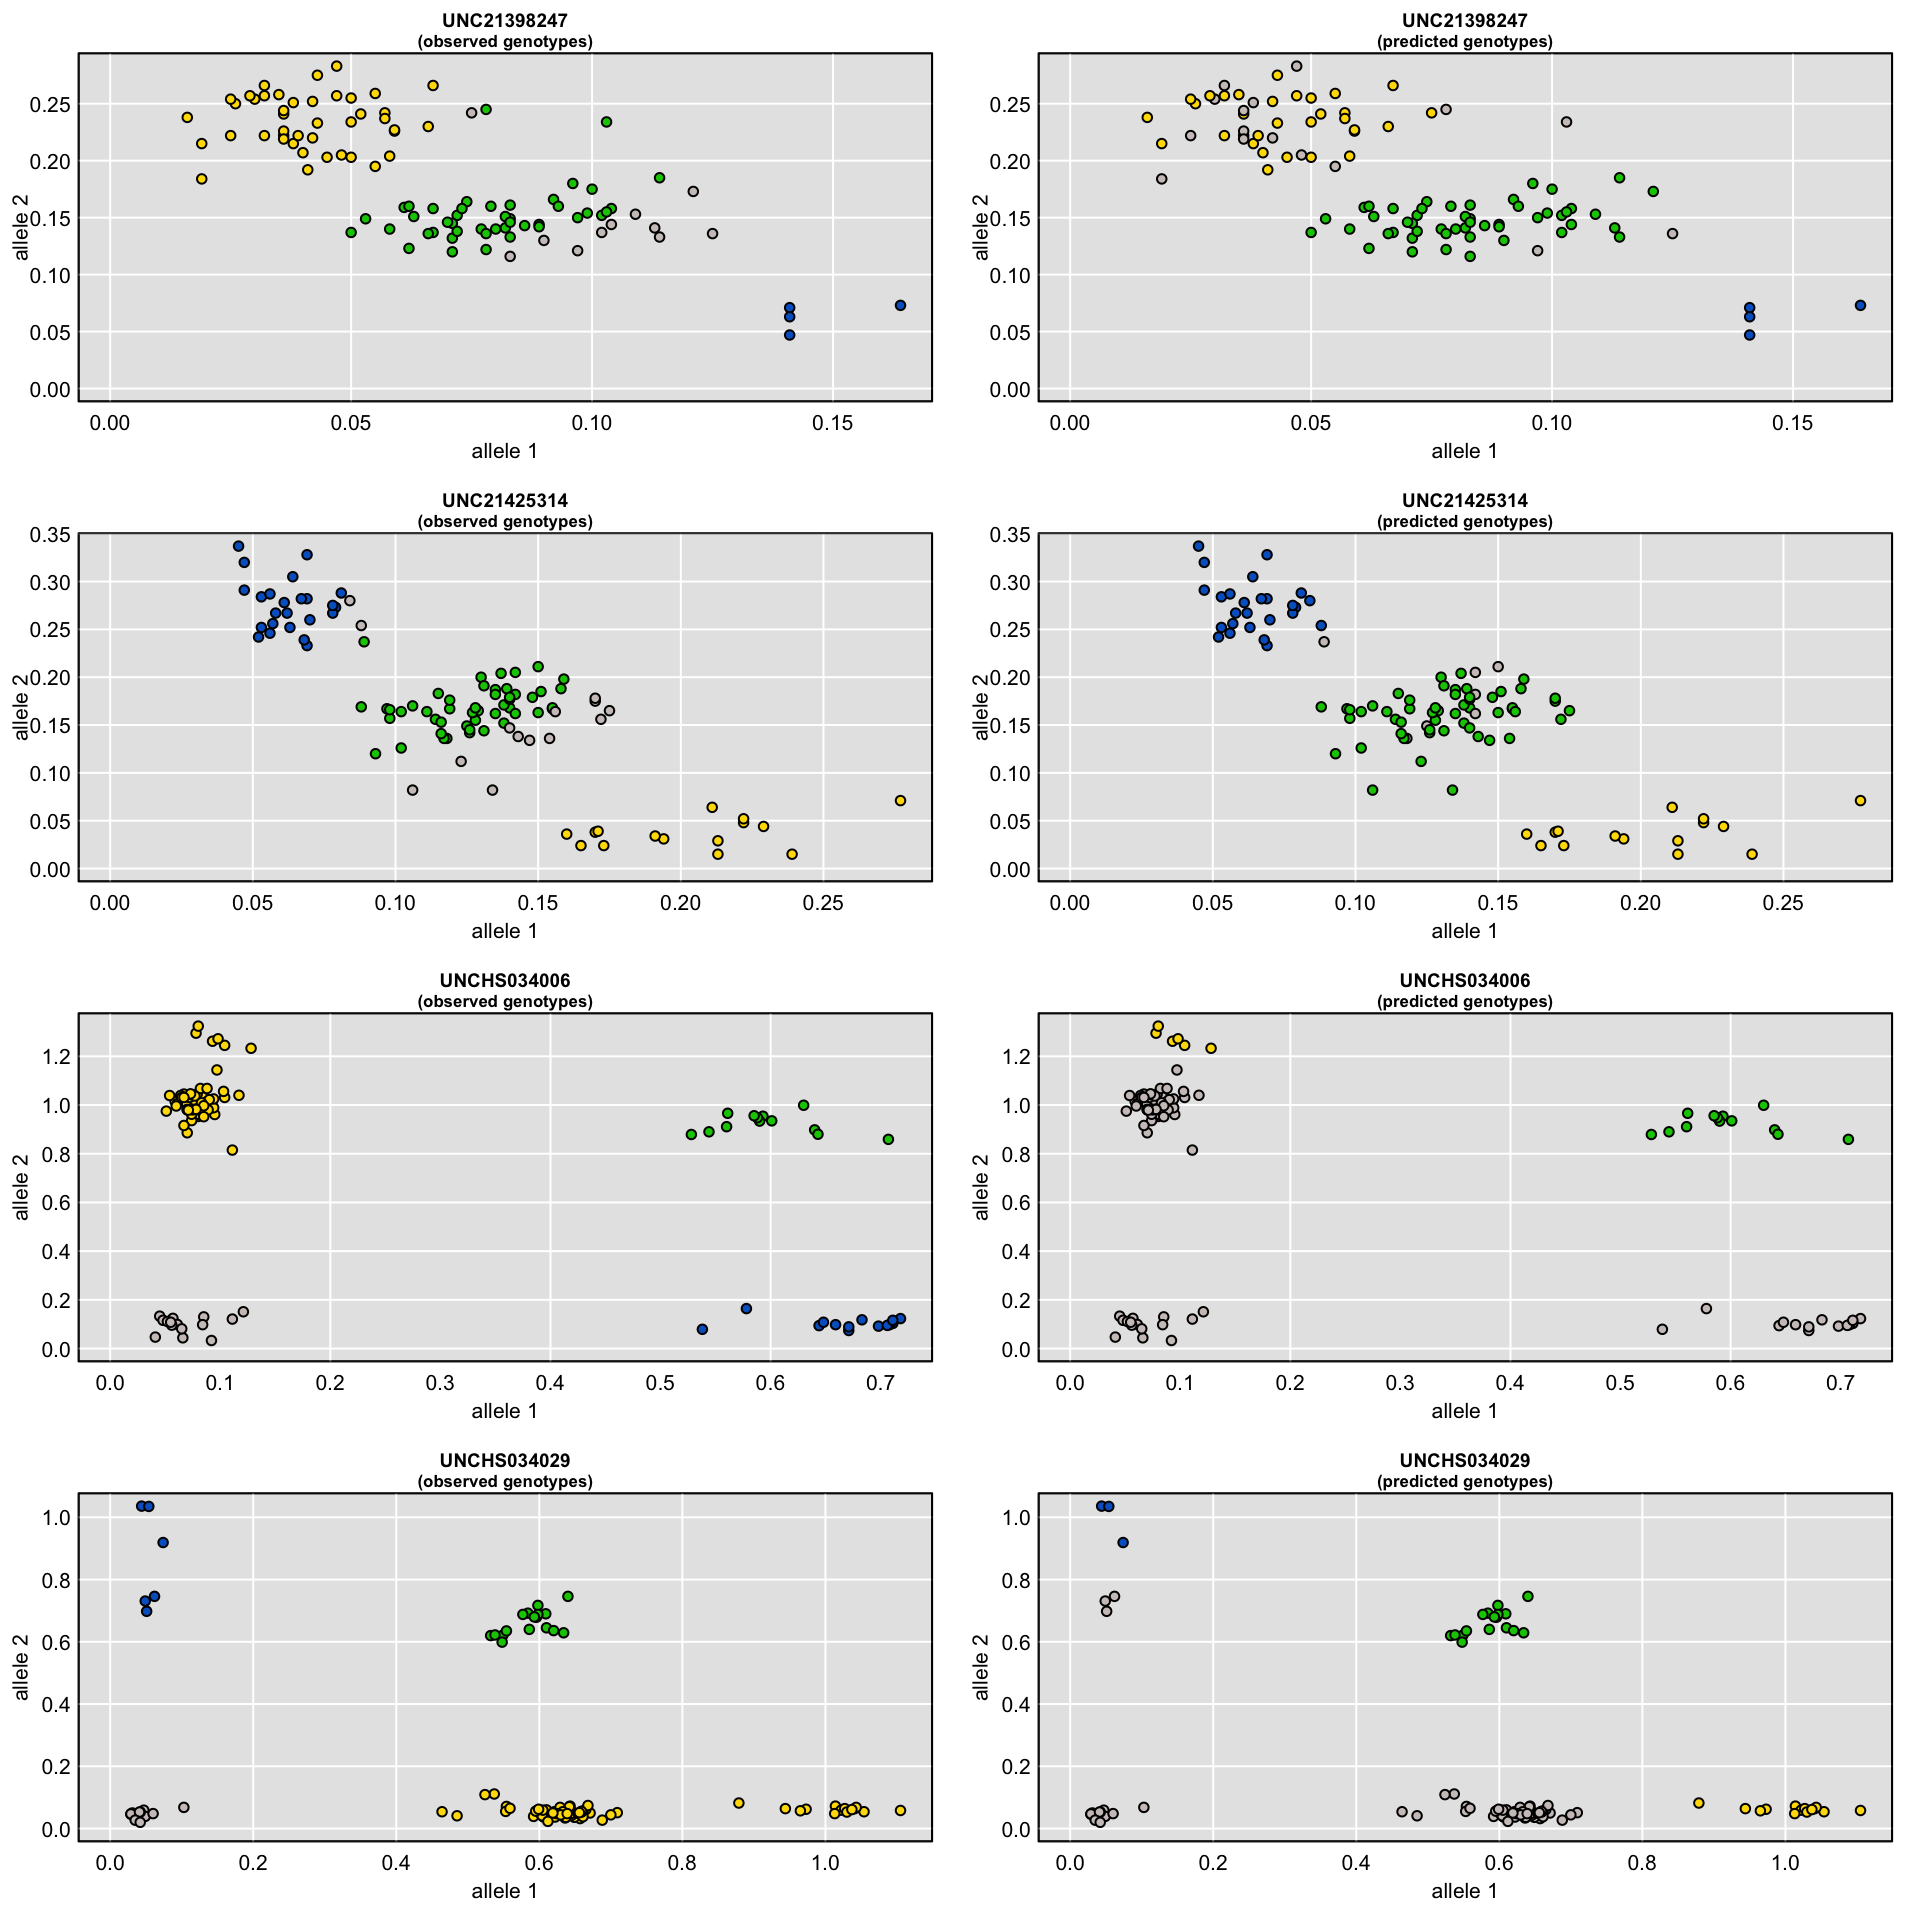 UNC21398247
(observed genotypes)
allele 2
0.25
0.20
0.15
0.10
0.05
0.00
0.00 0.05 0.10 0.15
allele 1
UNC21398247
(predicted genotypes)
allele 2
0.25
0.20
0.15
0.10
0.05
0.00
0.00 0.05 0.10 0.15
allele 1
UNC21425314
(observed genotypes)
allele 2
0.35
0.30
0.25
0.20
0.15
0.10
0.05
0.00
0.00 0.05 0.10 0.15 0.20 0.25
allele 1
UNC21425314
(predicted genotypes)
allele 2
0.35
0.30
0.25
0.20
0.15
0.10
0.05
0.00
0.00 0.05 0.10 0.15 0.20 0.25
allele 1
UNCHS034006
(observed genotypes)
allele 2
1.2
1.0
0.8
0.6
0.4
0.2
0.0
0.0 0.1 0.2 0.3 0.4 0.5 0.6 0.7
allele 1
UNCHS034006
(predicted genotypes)
allele 2
1.2
1.0
0.8
0.6
0.4
0.2
0.0
0.0 0.1 0.2 0.3 0.4 0.5 0.6 0.7
allele 1
UNCHS034029
(observed genotypes)
allele 2
1.0
0.8
0.6
0.4
0.2
0.0
0.0 0.2 0.4 0.6 0.8 1.0
allele 1
UNCHS034029
(predicted genotypes)
allele 2
1.0
0.8
0.6
0.4
0.2
0.0
0.0 0.2 0.4 0.6 0.8 1.0
allele 1